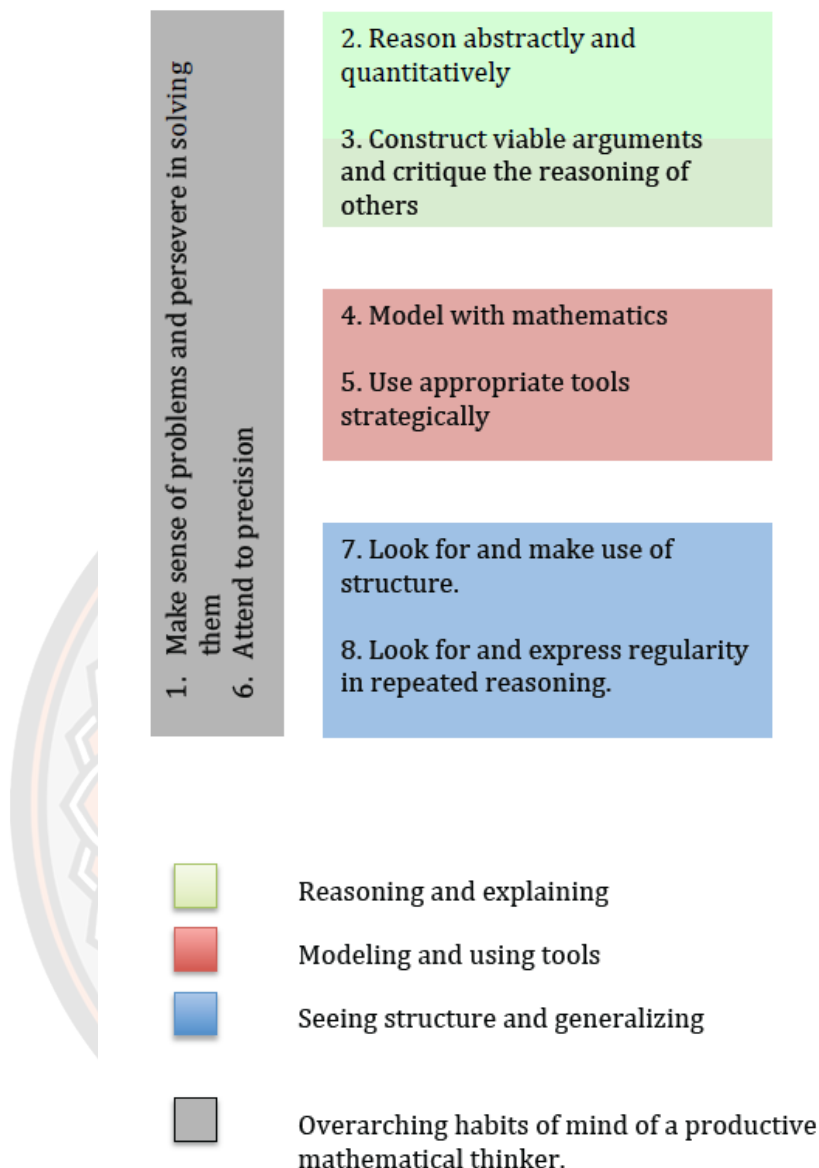 1. Make sense of problems and persevere in solving
them
6. Attend to precision
2. Reason abstractly and
quantitatively
3. Construct viable arguments
and critique the reasoning of
others
4. Model with mathematics
5. Use appropriate tools
strategically
7. Look for and make use of
structure.
8. Look for and express regularity
in repeated reasoning.
Reasoning and explaining
Modeling and using tools
Seeing structure and generalizing
Overarching habits of mind of a productive
mathematical thinker.